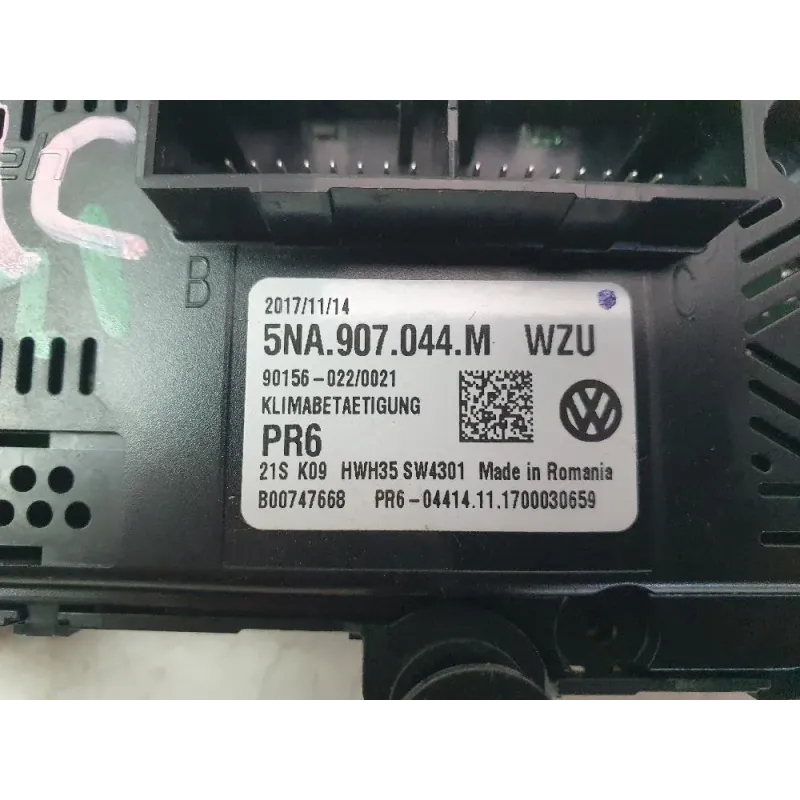 C
B
C
2017/11/14
5NA.907.044.M WZU
90156-022/0021
KLIMABETAETIGUNG
PR6
21S K09 HWH35 SW4301 Made in Romania
B00747668 PR6-04414.11.1700030659